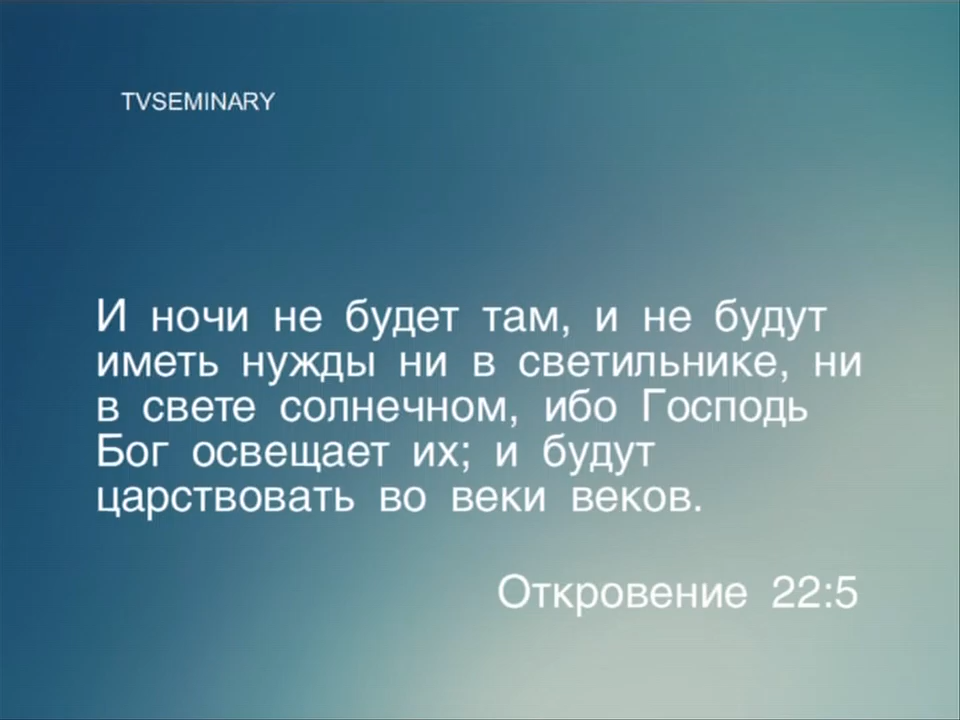 TVSEMINARY
И ночи не будет там, и не будут
иметь нужды ни в светильнике, ни
в свете солнечном, ибо Господь
Бог освещает их; и будут
царствовать во веки веков.
Откровение 22:5